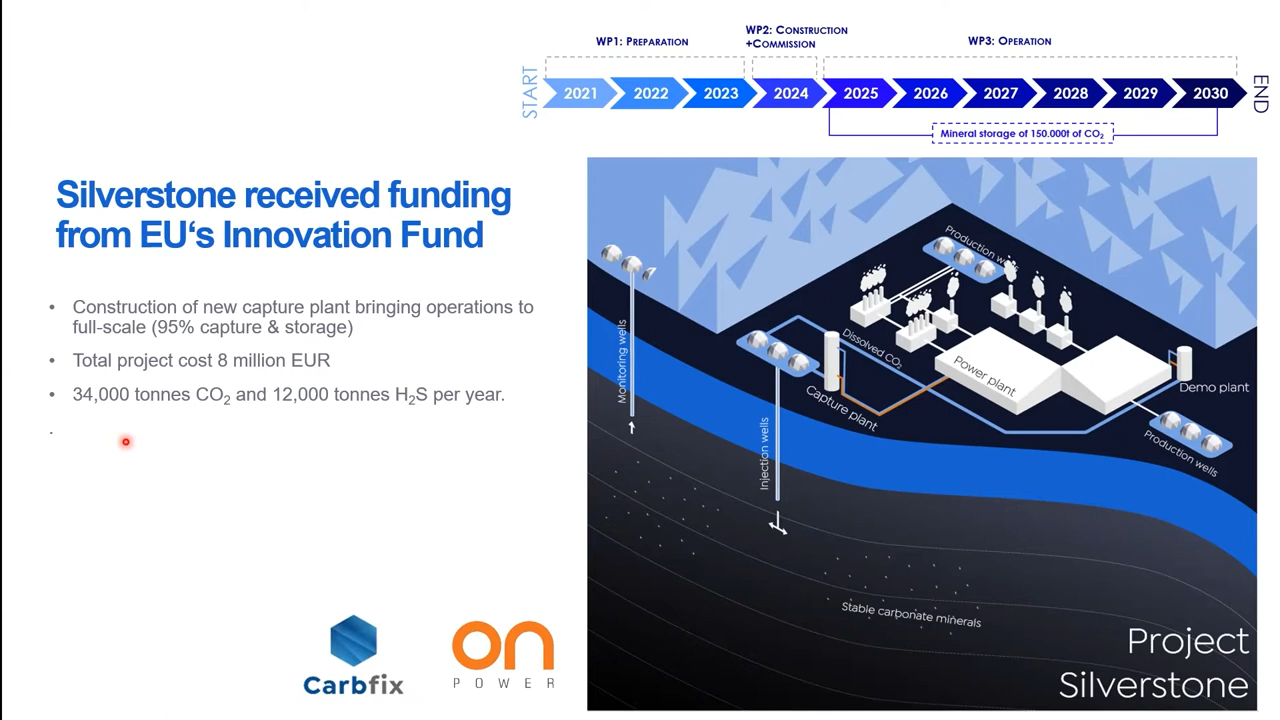 WP1: PREPARATION
WP2: CONSTRUCTION
+COMMISSION
WP3: OPERATION
START
2021
2022
2023
2024
2025
2026
2027
2028
2029
2030
END
Mineral storage of 150.000t of CO₂
Silverstone received funding
from EU‘s Innovation Fund
• Construction of new capture plant bringing operations to
full-scale (95% capture & storage)
• Total project cost 8 million EUR
• 34,000 tonnes CO₂ and 12,000 tonnes H₂S per year.
.
Monitoring wells
Injection wells
Dissolved CO₂
Capture plant
Power plant
Demo plant
Production wells
Stable carbonate minerals
Project
Silverstone
Carbfix
on
POWER